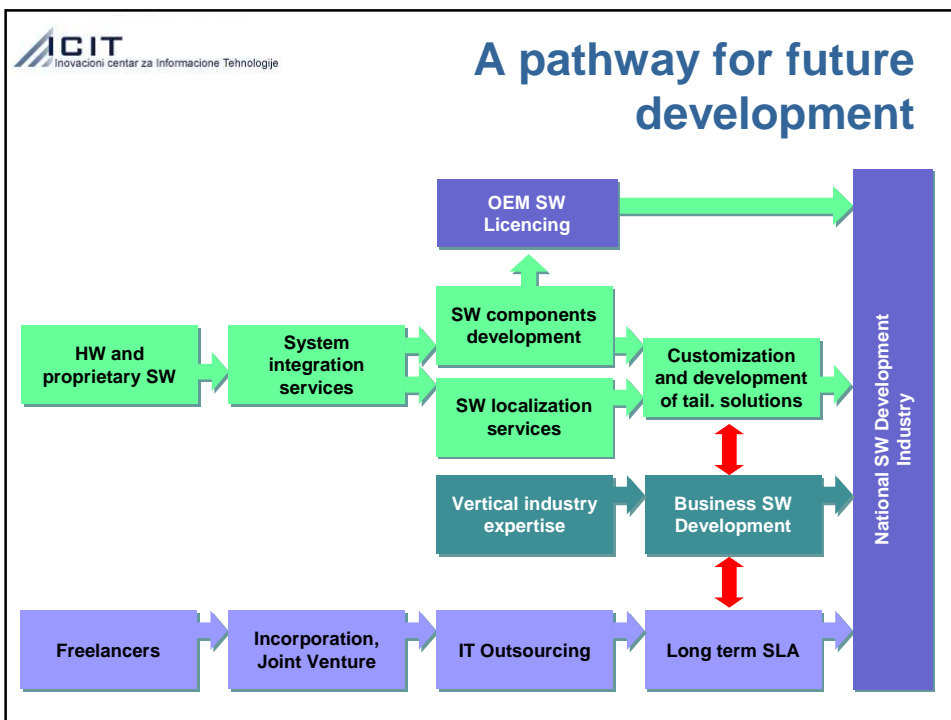 ICIT
Inovacioni centar za Informacione Tehnologije
A pathway for future
development
OEM SW
Licencing
SW components
development
HW and
proprietary SW
System
integration
services
Customization
and development
of tail. solutions
SW localization
services
Vertical industry
expertise
Business SW
Development
National SW Development
Industry
Freelancers
Incorporation,
Joint Venture
IT Outsourcing
Long term SLA